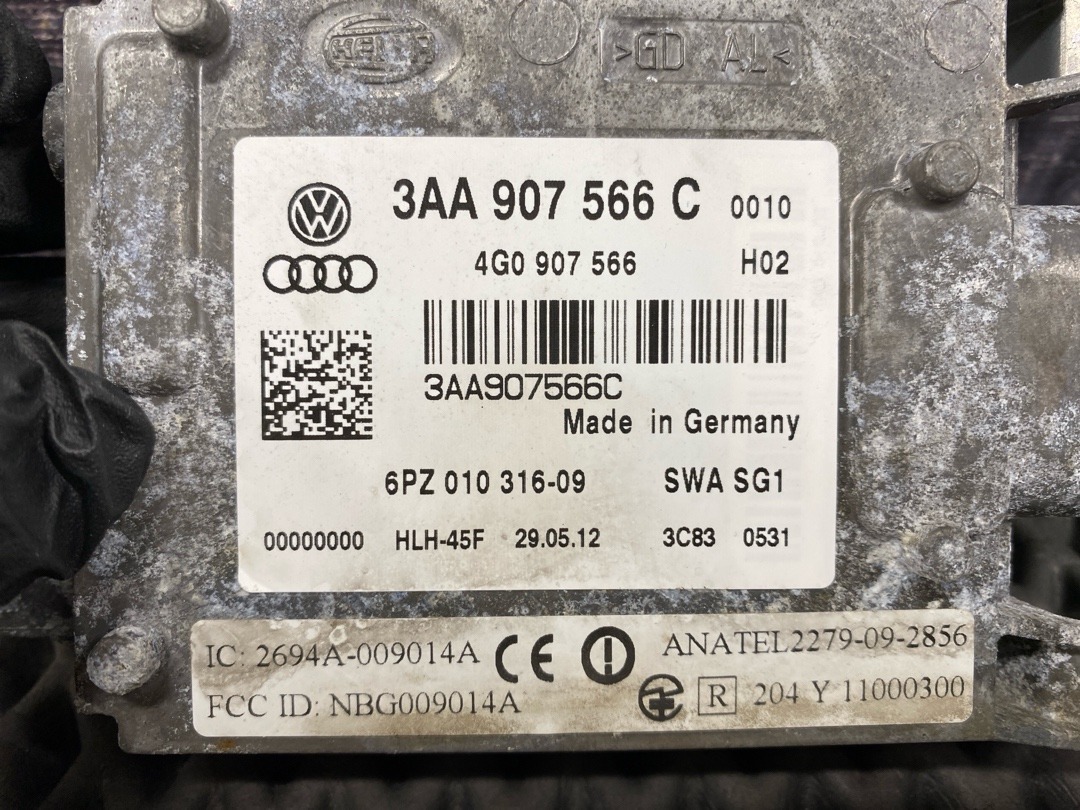 HELLA
>GD AL<
3AA 907 566 C 0010
4G0 907 566 H02
3AA907566C
Made in Germany
6PZ 010 316-09 SWA SG1
00000000 HLH-45F 29.05.12 3C83 0531
IC: 2694A-009014A CE ANATEL2279-09-2856
FCC ID: NBG009014A R 204 Y 11000300